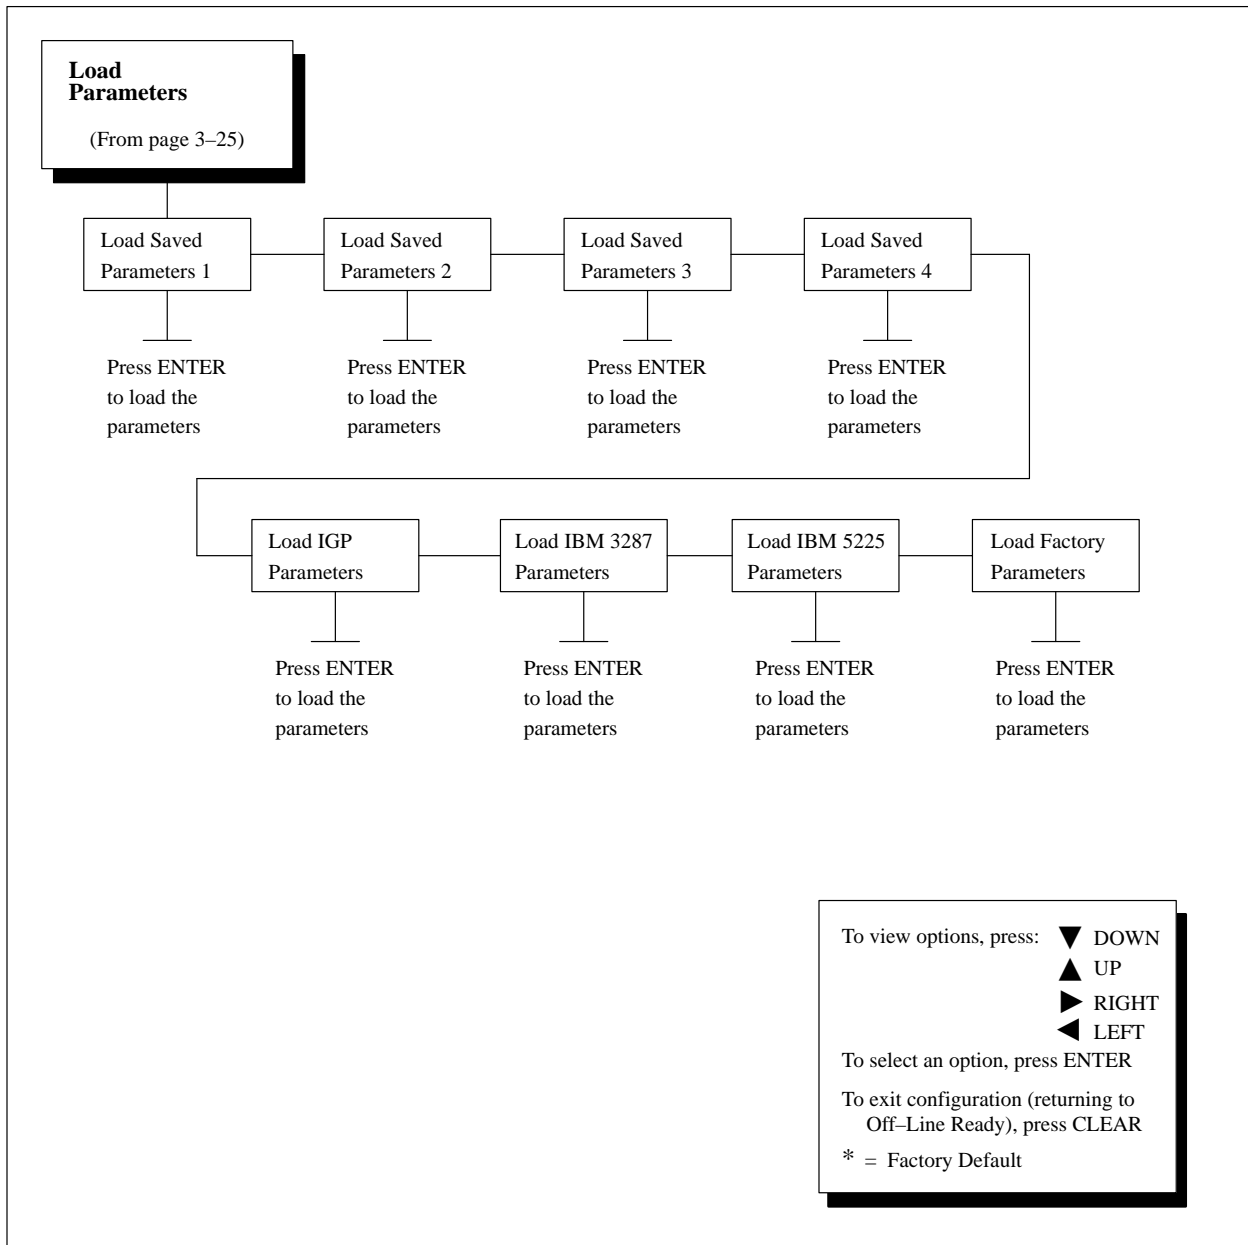 Load
Parameters
(From page 3–25)
Load Saved
Parameters 1
Load Saved
Parameters 2
Load Saved
Parameters 3
Load Saved
Parameters 4
Press ENTER
to load the
parameters
Press ENTER
to load the
parameters
Press ENTER
to load the
parameters
Press ENTER
to load the
parameters
Load IGP
Parameters
Load IBM 3287
Parameters
Load IBM 5225
Parameters
Load Factory
Parameters
Press ENTER
to load the
parameters
Press ENTER
to load the
parameters
Press ENTER
to load the
parameters
Press ENTER
to load the
parameters
To view options, press: ▼ DOWN
▲ UP
▶ RIGHT
◀ LEFT
To select an option, press ENTER
To exit configuration (returning to
Off–Line Ready), press CLEAR
* = Factory Default